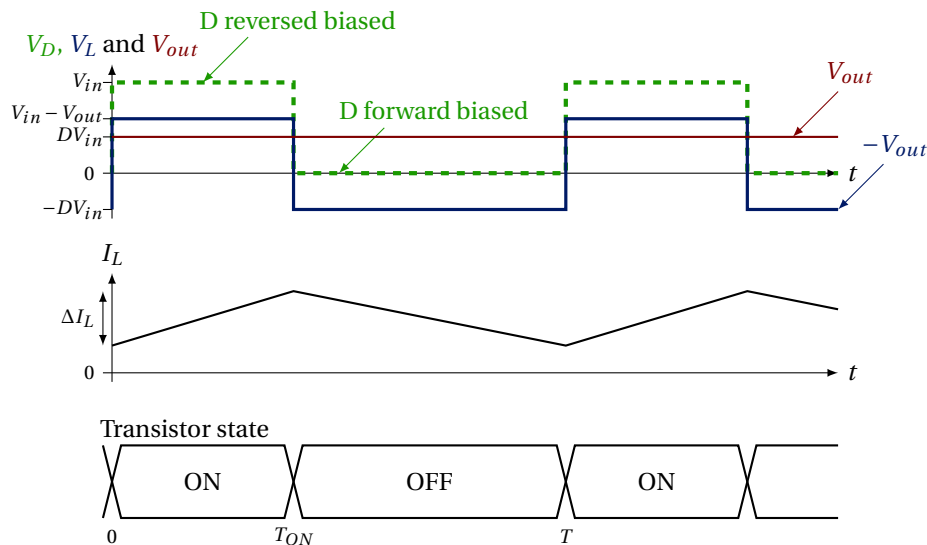 D reversed biased
V_D, V_L and V_out
V_in
V_out
V_in − V_out
D forward biased
DV_in
−V_out
0
t
−DV_in
I_L
ΔI_L
0
t
Transistor state
ON
OFF
ON
0
T_ON
T